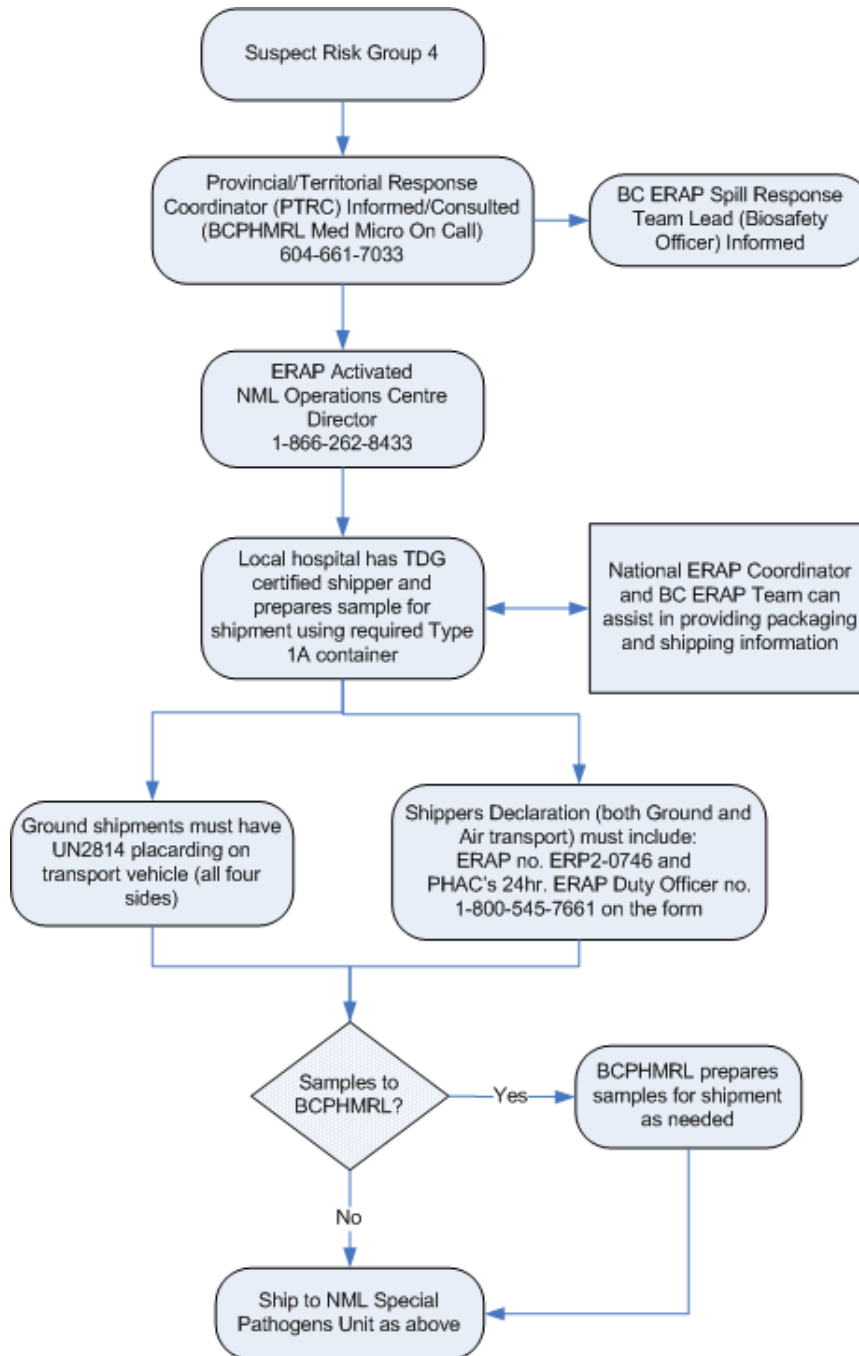 Suspect Risk Group 4
Provincial/Territorial Response
Coordinator (PTRC) Informed/Consulted
(BCPHMRL Med Micro On Call)
604-661-7033
BC ERAP Spill Response
Team Lead (Biosafety
Officer) Informed
ERAP Activated
NML Operations Centre
Director
1-866-262-8433
Local hospital has TDG
certified shipper and
prepares sample for
shipment using required Type
1A container
National ERAP Coordinator
and BC ERAP Team can
assist in providing packaging
and shipping information
Ground shipments must have
UN2814 placarding on
transport vehicle (all four
sides)
Shippers Declaration (both Ground and
Air transport) must include:
ERAP no. ERP2-0746 and
PHAC's 24hr. ERAP Duty Officer no.
1-800-545-7661 on the form
Samples to
BCPHMRL?
Yes
BCPHMRL prepares
samples for shipment
as needed
No
Ship to NML Special
Pathogens Unit as above